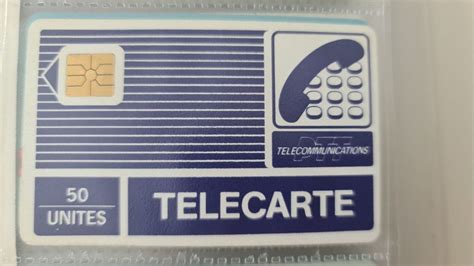 PTT
TELECOMMUNICATIONS
50
UNITES
TELECARTE